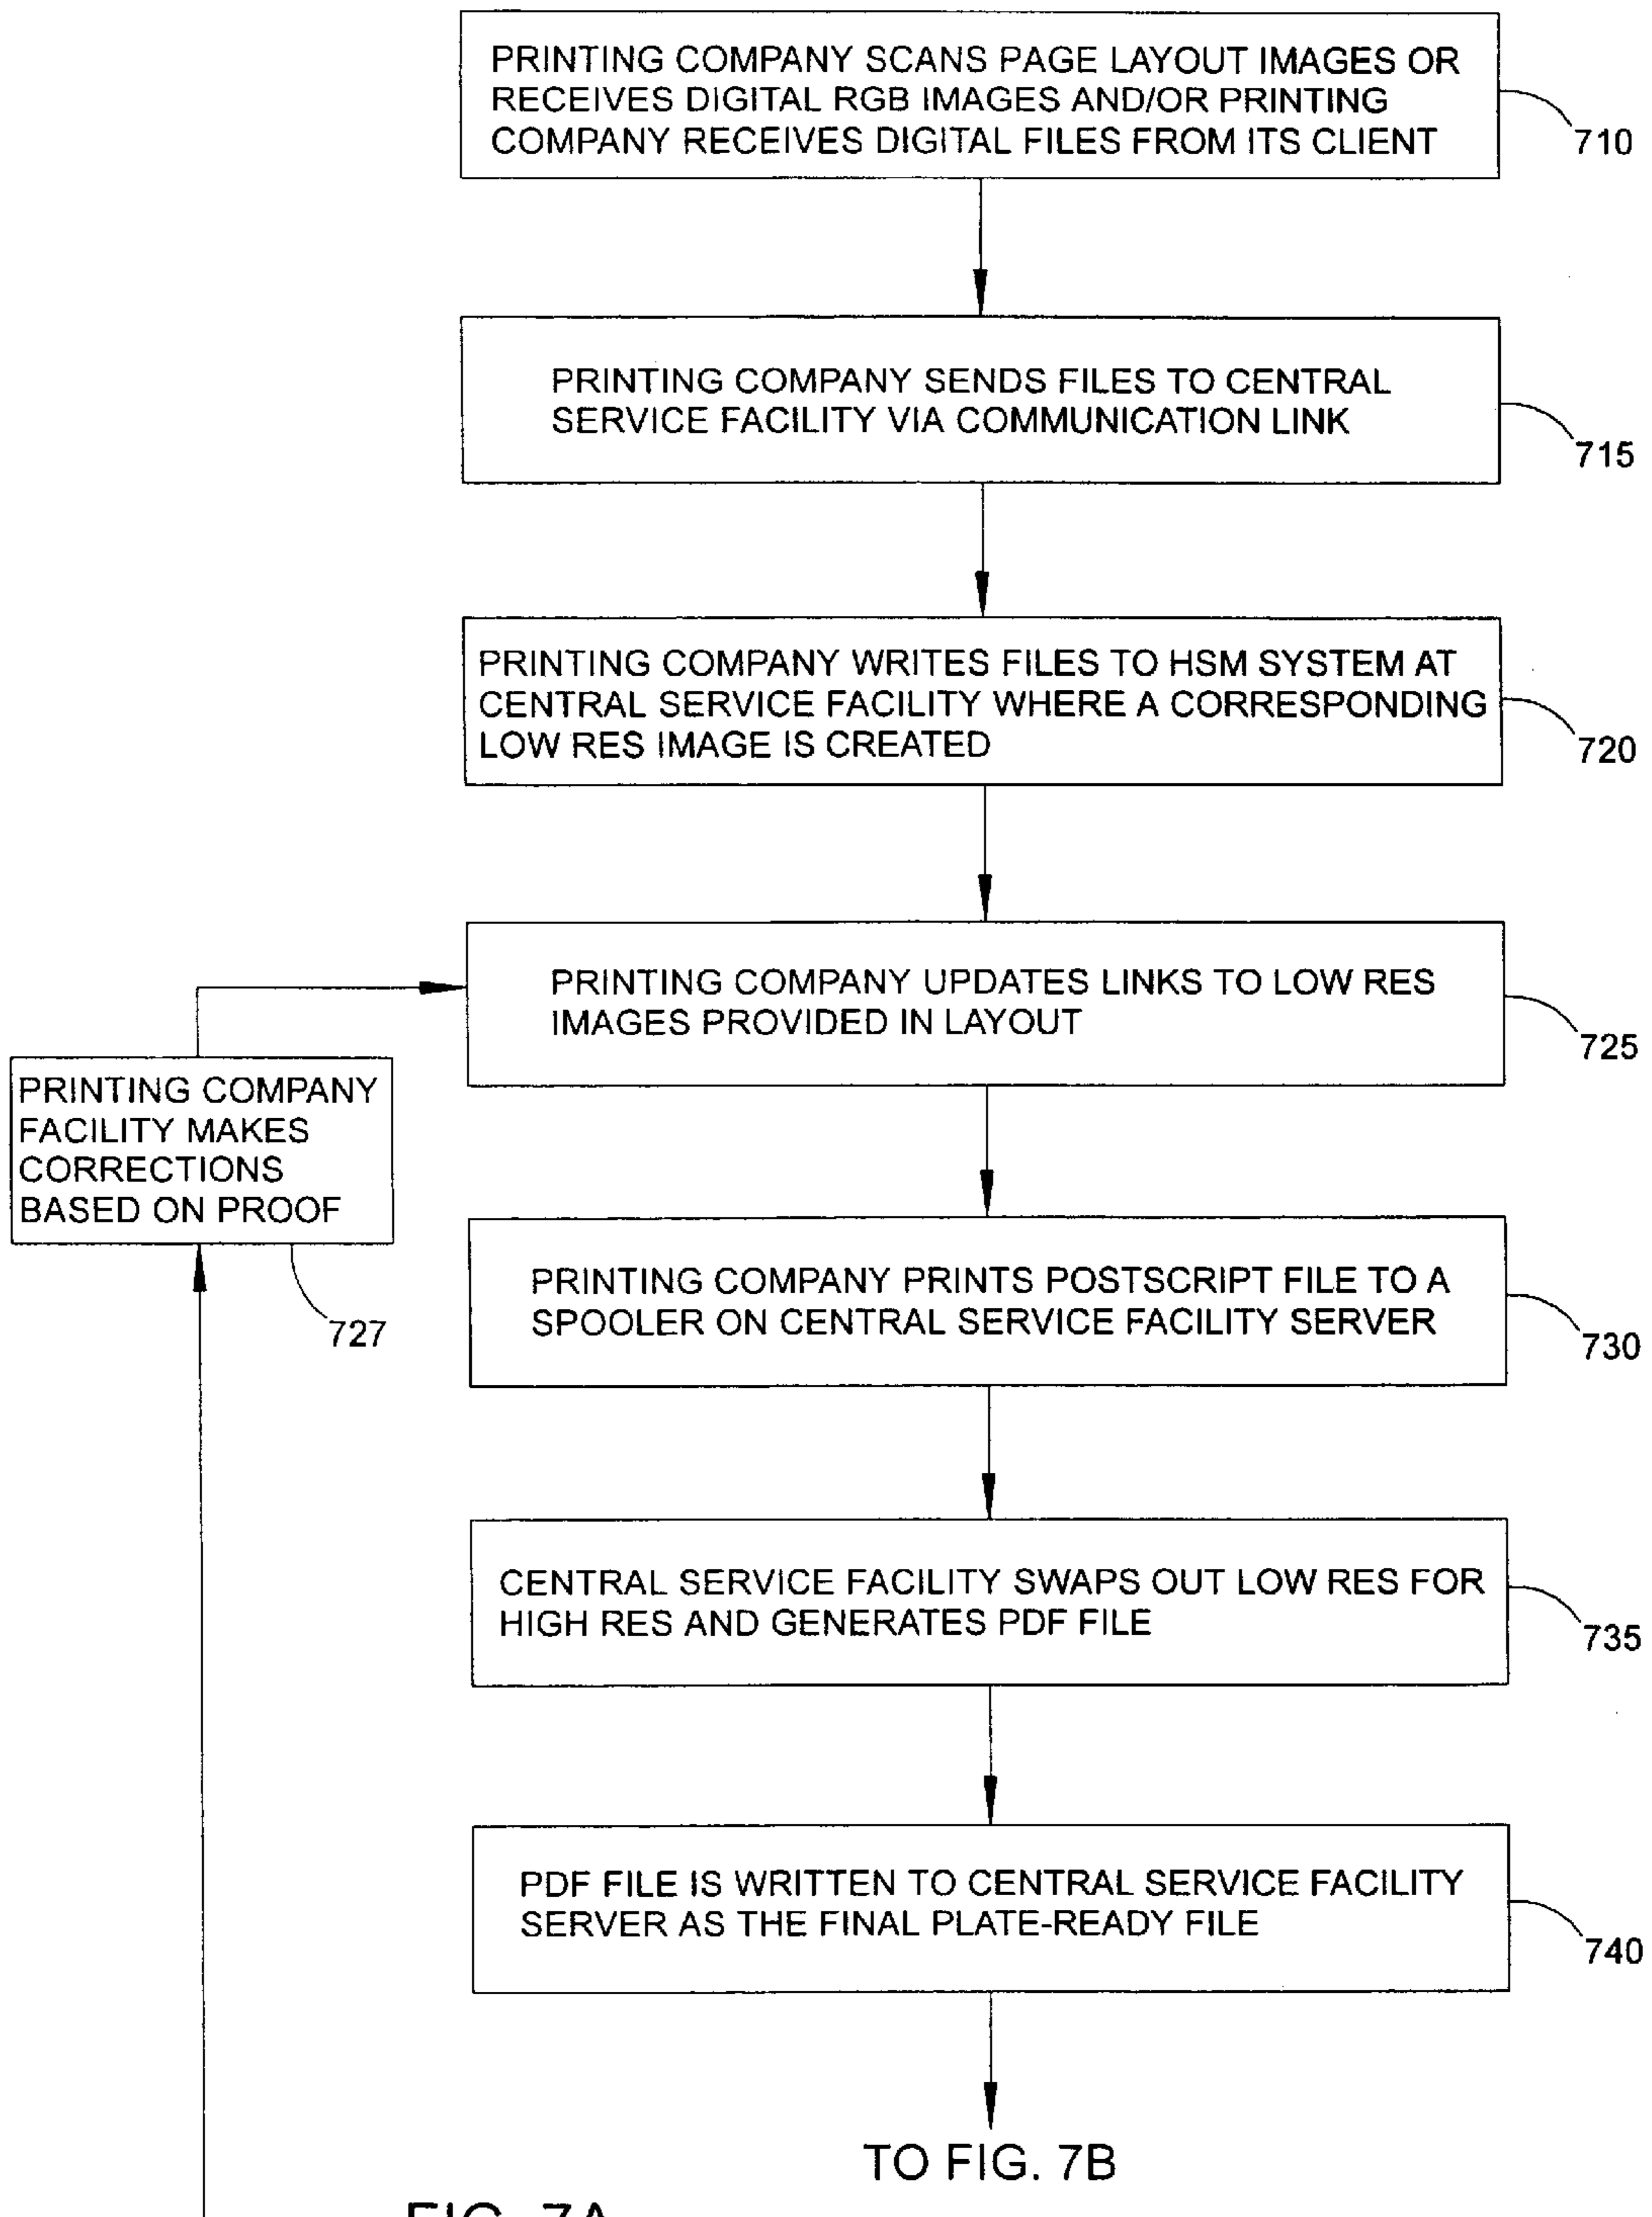 PRINTING COMPANY SCANS PAGE LAYOUT IMAGES OR
RECEIVES DIGITAL RGB IMAGES AND/OR PRINTING
COMPANY RECEIVES DIGITAL FILES FROM ITS CLIENT
710
PRINTING COMPANY SENDS FILES TO CENTRAL
SERVICE FACILITY VIA COMMUNICATION LINK
715
PRINTING COMPANY WRITES FILES TO HSM SYSTEM AT
CENTRAL SERVICE FACILITY WHERE A CORRESPONDING
LOW RES IMAGE IS CREATED
720
PRINTING COMPANY UPDATES LINKS TO LOW RES
IMAGES PROVIDED IN LAYOUT
725
PRINTING COMPANY
FACILITY MAKES
CORRECTIONS
BASED ON PROOF
727
PRINTING COMPANY PRINTS POSTSCRIPT FILE TO A
SPOOLER ON CENTRAL SERVICE FACILITY SERVER
730
CENTRAL SERVICE FACILITY SWAPS OUT LOW RES FOR
HIGH RES AND GENERATES PDF FILE
735
PDF FILE IS WRITTEN TO CENTRAL SERVICE FACILITY
SERVER AS THE FINAL PLATE-READY FILE
740
TO FIG. 7B
FIG. 7A